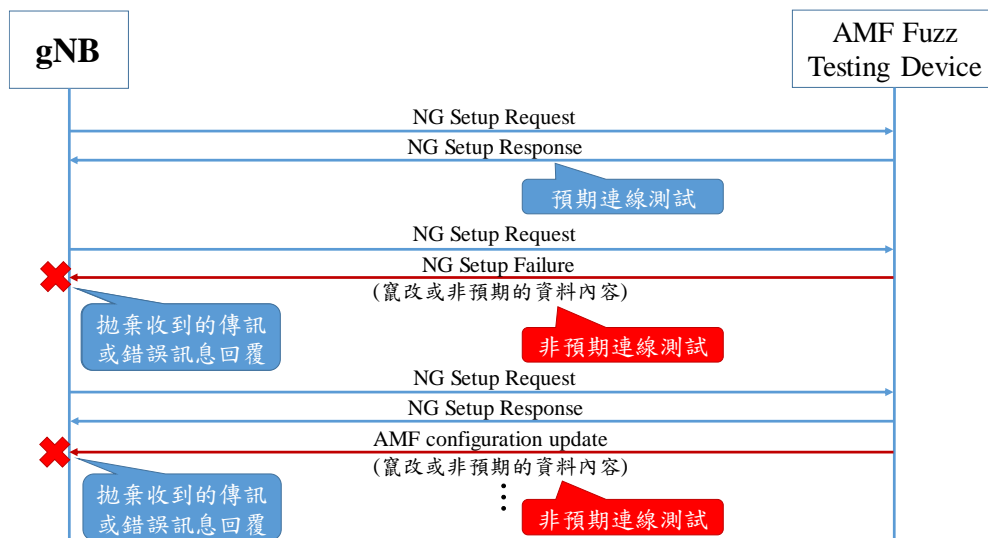 gNB
AMF Fuzz
Testing Device
NG Setup Request
NG Setup Response
預期連線測試
NG Setup Request
NG Setup Failure
(竄改或非預期的資料內容)
拋棄收到的傳訊
或錯誤訊息回覆
非預期連線測試
NG Setup Request
NG Setup Response
AMF configuration update
(竄改或非預期的資料內容)
拋棄收到的傳訊
或錯誤訊息回覆
非預期連線測試